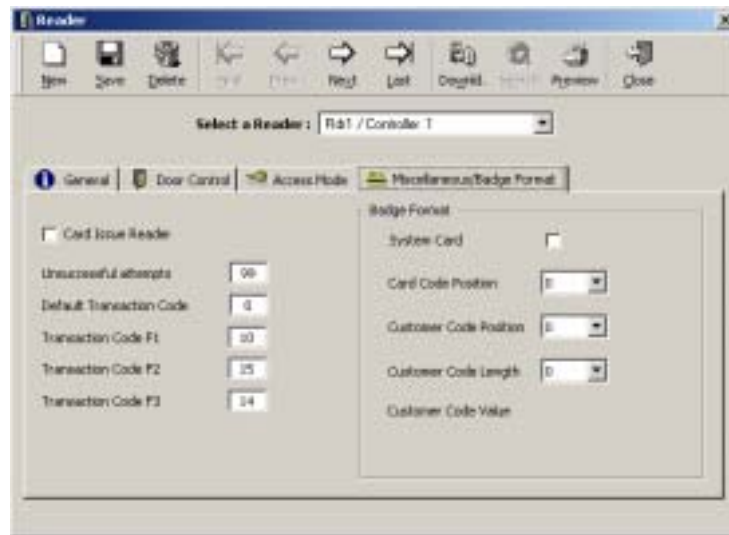 Reader
New Save Delete Next Last Preview Close
Select a Reader : Rdr1 / Controller 1
General Door Control Access Mode Miscellaneous/Badge Format
Badge Format
Card Issue Reader
System Card
Unsuccessful attempts 99
Card Code Position 0
Default Transaction Code 0
Customer Code Position 0
Transaction Code F1
Transaction Code F2 15
Customer Code Length 0
Transaction Code F3 14
Customer Code Value